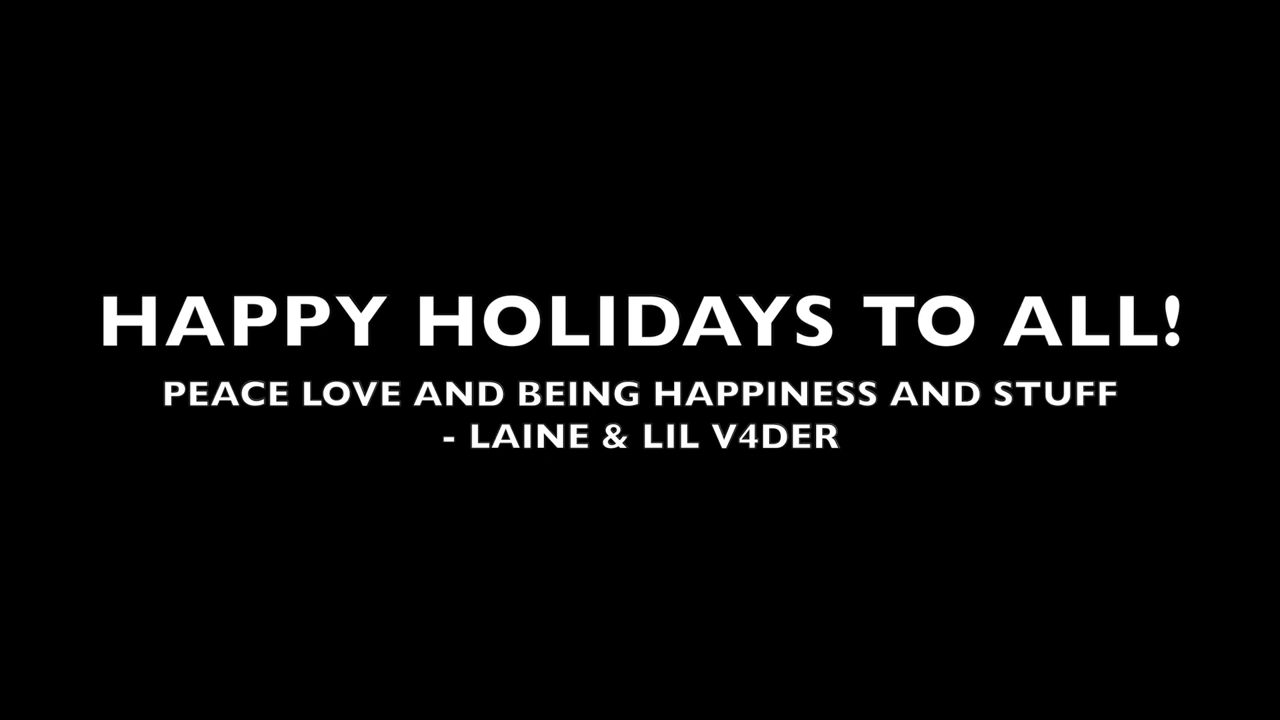 HAPPY HOLIDAYS TO ALL!
PEACE LOVE AND BEING HAPPINESS AND STUFF
- LAINE & LIL V4DER